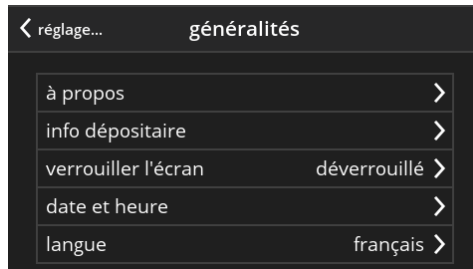 réglage... généralités
à propos
info dépositaire
verrouiller l'écran déverrouillé
date et heure
langue français